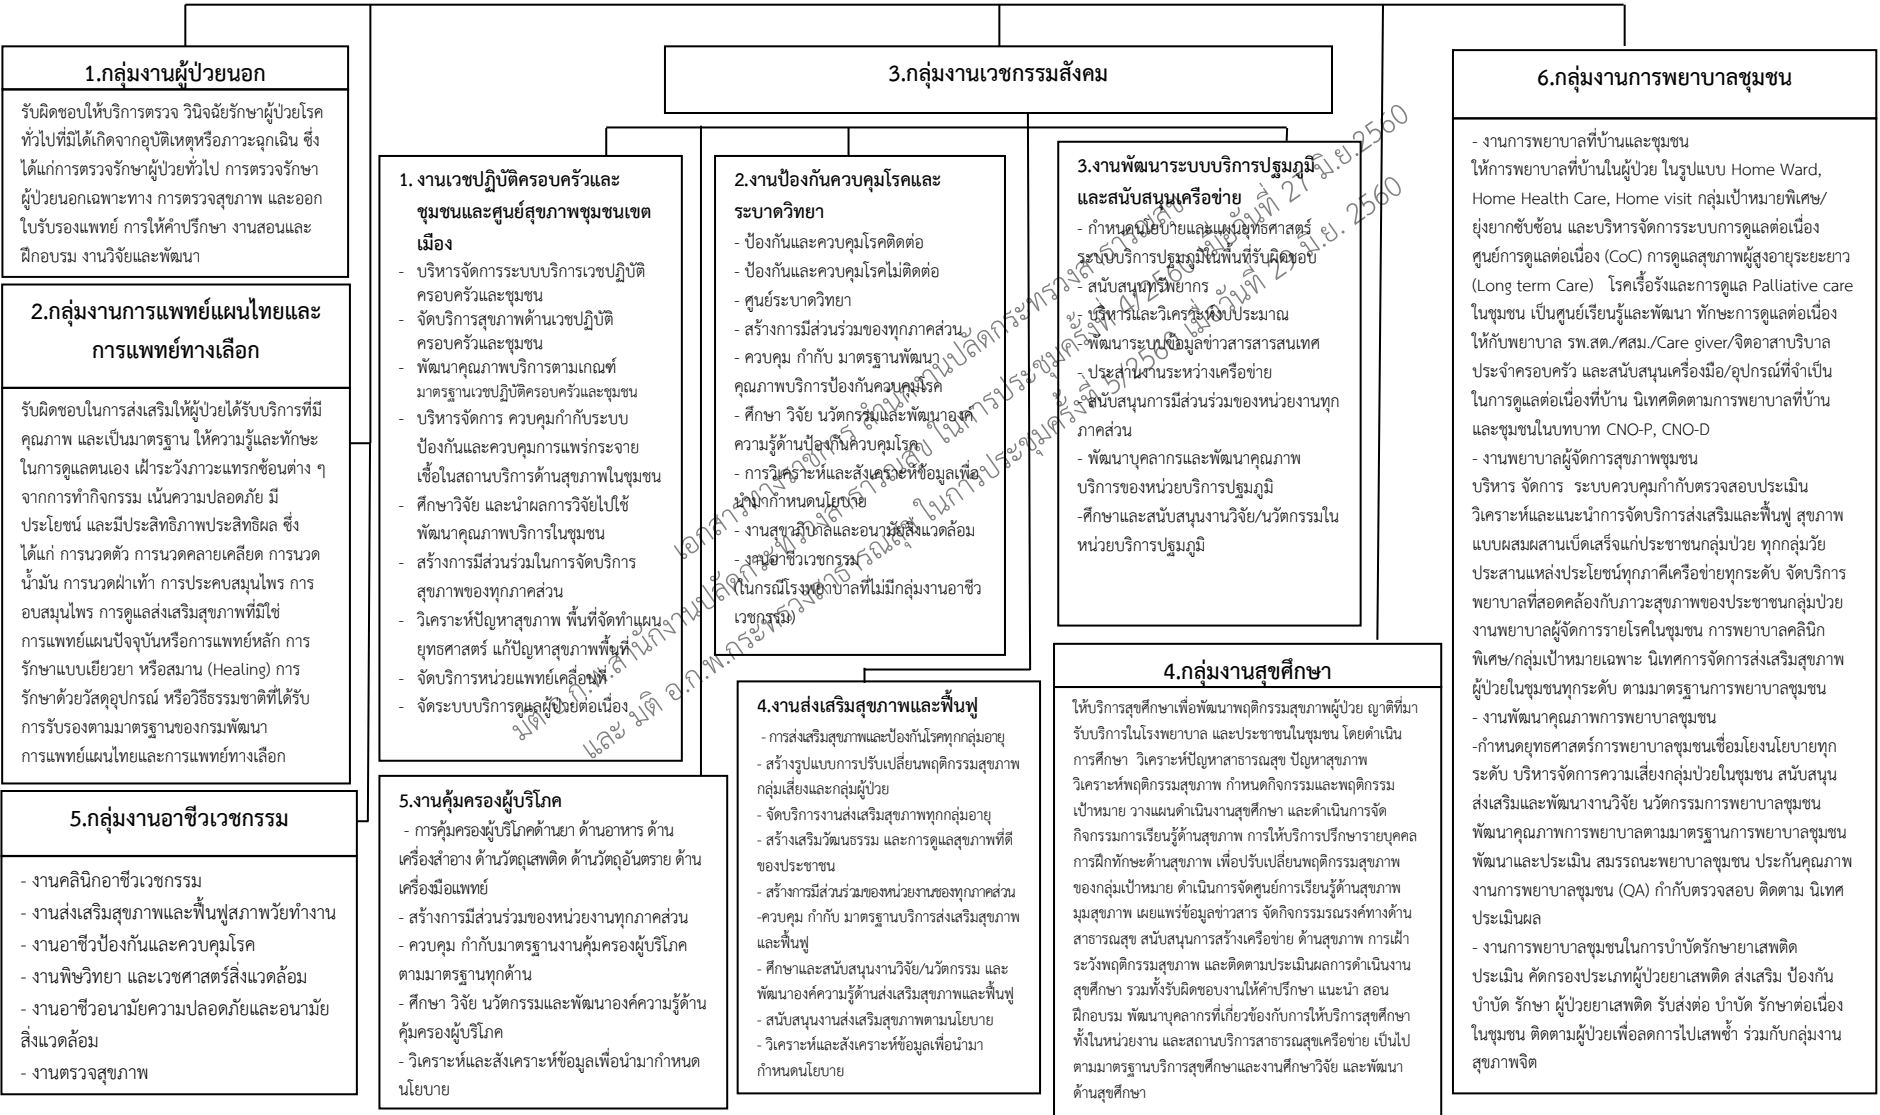 1.กลุ่มงานผู้ป่วยนอก
รับผิดชอบให้บริการตรวจ วินิจฉัยรักษาผู้ป่วยโรค
ทั่วไปที่มิได้เกิดจากอุบัติเหตุหรือภาวะฉุกเฉิน ซึ่ง
ได้แก่การตรวจรักษาผู้ป่วยทั่วไป การตรวจรักษา
ผู้ป่วยนอกเฉพาะทาง การตรวจสุขภาพ และออก
ใบรับรองแพทย์ การให้คำปรึกษา งานสอนและ
ฝึกอบรม งานวิจัยและพัฒนา
2.กลุ่มงานการแพทย์แผนไทยและ
การแพทย์ทางเลือก
รับผิดชอบในการส่งเสริมให้ผู้ป่วยได้รับบริการที่มี
คุณภาพ และเป็นมาตรฐาน ให้ความรู้และทักษะ
ในการดูแลตนเอง เฝ้าระวังภาวะแทรกซ้อนต่าง ๆ
จากการทำกิจกรรม เน้นความปลอดภัย มี
ประโยชน์ และมีประสิทธิภาพประสิทธิผล ซึ่ง
ได้แก่ การนวดตัว การนวดคลายเคลียด การนวด
น้ำมัน การนวดฝ่าเท้า การประคบสมุนไพร การ
อบสมุนไพร การดูแลส่งเสริมสุขภาพที่มิใช่
การแพทย์แผนปัจจุบันหรือการแพทย์หลัก การ
รักษาแบบเยียวยา หรือสมาน (Healing) การ
รักษาด้วยวัสดุอุปกรณ์ หรือวิธีธรรมชาติที่ได้รับ
การรับรองตามมาตรฐานของกรมพัฒนา
การแพทย์แผนไทยและการแพทย์ทางเลือก
5.กลุ่มงานอาชีวเวชกรรม
- งานคลินิกอาชีวเวชกรรม
- งานส่งเสริมสุขภาพและฟื้นฟูสภาพวัยทำงาน
- งานอาชีวป้องกันและควบคุมโรค
- งานพิษวิทยา และเวชศาสตร์สิ่งแวดล้อม
- งานอาชีวอนามัยความปลอดภัยและอนามัย
สิ่งแวดล้อม
- งานตรวจสุขภาพ
3.กลุ่มงานเวชกรรมสังคม
1. งานเวชปฏิบัติครอบครัวและ
ชุมชนและศูนย์สุขภาพชุมชนเขต
เมือง
- บริหารจัดการระบบบริการเวชปฏิบัติ
ครอบครัวและชุมชน
- จัดบริการสุขภาพด้านเวชปฏิบัติ
ครอบครัวและชุมชน
- พัฒนาคุณภาพบริการตามเกณฑ์
มาตรฐานเวชปฏิบัติครอบครัวและชุมชน
- บริหารจัดการ ควบคุมกำกับระบบ
ป้องกันและควบคุมการแพร่กระจาย
เชื้อในสถานบริการด้านสุขภาพในชุมชน
- ศึกษาวิจัย และนำผลการวิจัยไปใช้
พัฒนาคุณภาพบริการในชุมชน
- สร้างการมีส่วนร่วมในการจัดบริการ
สุขภาพของทุกภาคส่วน
- วิเคราะห์ปัญหาสุขภาพ พื้นที่จัดทำแผน
ยุทธศาสตร์ แก้ปัญหาสุขภาพพื้นที่
- จัดบริการหน่วยแพทย์เคลื่อนที่
- จัดระบบบริการดูแลผู้ป่วยต่อเนื่อง
5.งานคุ้มครองผู้บริโภค
- การคุ้มครองผู้บริโภคด้านยา ด้านอาหาร ด้าน
เครื่องสำอาง ด้านวัตถุเสพติด ด้านวัตถุอันตราย ด้าน
เครื่องมือแพทย์
- สร้างการมีส่วนร่วมของหน่วยงานทุกภาคส่วน
- ควบคุม กำกับมาตรฐานงานคุ้มครองผู้บริโภค
ตามมาตรฐานทุกด้าน
- ศึกษา วิจัย นวัตกรรมและพัฒนาองค์ความรู้ด้าน
คุ้มครองผู้บริโภค
- วิเคราะห์และสังเคราะห์ข้อมูลเพื่อนำมากำหนด
นโยบาย
2.งานป้องกันควบคุมโรคและ
ระบาดวิทยา
- ป้องกันและควบคุมโรคติดต่อ
- ป้องกันและควบคุมโรคไม่ติดต่อ
- ศูนย์ระบาดวิทยา
- สร้างการมีส่วนร่วมของทุกภาคส่วน
- ควบคุม กำกับ มาตรฐานพัฒนา
คุณภาพบริการป้องกันควบคุมโรค
- ศึกษา วิจัย นวัตกรรมและพัฒนาองค์
ความรู้ด้านป้องกันควบคุมโรค
- การวิเคราะห์และสังเคราะห์ข้อมูลเพื่อ
นำมากำหนดนโยบาย
- งานสุขาภิบาลและอนามัยสิ่งแวดล้อม
- งานอาชีวเวชกรรม
(ในกรณีโรงพยาบาลที่ไม่มีกลุ่มงานอาชีว
เวชกรรม)
4.งานส่งเสริมสุขภาพและฟื้นฟู
- การส่งเสริมสุขภาพและป้องกันโรคทุกกลุ่มอายุ
- สร้างรูปแบบการปรับเปลี่ยนพฤติกรรมสุขภาพ
กลุ่มเสี่ยงและกลุ่มผู้ป่วย
- จัดบริการงานส่งเสริมสุขภาพทุกกลุ่มอายุ
- สร้างเสริมวัฒนธรรม และการดูแลสุขภาพที่ดี
ของประชาชน
- สร้างการมีส่วนร่วมของหน่วยงานของทุกภาคส่วน
-ควบคุม กำกับ มาตรฐานบริการส่งเสริมสุขภาพ
และฟื้นฟู
- ศึกษาและสนับสนุนงานวิจัย/นวัตกรรม และ
พัฒนาองค์ความรู้ด้านส่งเสริมสุขภาพและฟื้นฟู
- สนับสนุนงานส่งเสริมสุขภาพตามนโยบาย
- วิเคราะห์และสังเคราะห์ข้อมูลเพื่อนำมา
กำหนดนโยบาย
3.งานพัฒนาระบบบริการปฐมภูมิ
และสนับสนุนเครือข่าย
- กำหนดนโยบายและแผนยุทธศาสตร์
ระบบบริการปฐมภูมิในพื้นที่รับผิดชอบ
- สนับสนุนทรัพยากร
- บริหารและวิเคราะห์งบประมาณ
- พัฒนาระบบข้อมูลข่าวสารสารสนเทศ
- ประสานงานระหว่างเครือข่าย
- สนับสนุนการมีส่วนร่วมของหน่วยงานทุก
ภาคส่วน
- พัฒนาบุคลากรและพัฒนาคุณภาพ
บริการของหน่วยบริการปฐมภูมิ
-ศึกษาและสนับสนุนงานวิจัย/นวัตกรรมใน
หน่วยบริการปฐมภูมิ
4.กลุ่มงานสุขศึกษา
ให้บริการสุขศึกษาเพื่อพัฒนาพฤติกรรมสุขภาพผู้ป่วย ญาติที่มา
รับบริการในโรงพยาบาล และประชาชนในชุมชน โดยดำเนิน
การศึกษา วิเคราะห์ปัญหาสาธารณสุข ปัญหาสุขภาพ
วิเคราะห์พฤติกรรมสุขภาพ กำหนดกิจกรรมและพฤติกรรม
เป้าหมาย วางแผนดำเนินงานสุขศึกษา และดำเนินการจัด
กิจกรรมการเรียนรู้ด้านสุขภาพ การให้บริการปรึกษารายบุคคล
การฝึกทักษะด้านสุขภาพ เพื่อปรับเปลี่ยนพฤติกรรมสุขภาพ
ของกลุ่มเป้าหมาย ดำเนินการจัดศูนย์การเรียนรู้ด้านสุขภาพ
มุมสุขภาพ เผยแพร่ข้อมูลข่าวสาร จัดกิจกรรมรณรงค์ทางด้าน
สาธารณสุข สนับสนุนการสร้างเครือข่าย ด้านสุขภาพ การเฝ้า
ระวังพฤติกรรมสุขภาพ และติดตามประเมินผลการดำเนินงาน
สุขศึกษา รวมทั้งรับผิดชอบงานให้คำปรึกษา แนะนำ สอน
ฝึกอบรม พัฒนาบุคลากรที่เกี่ยวข้องกับการให้บริการสุขศึกษา
ทั้งในหน่วยงาน และสถานบริการสาธารณสุขเครือข่าย เป็นไป
ตามมาตรฐานบริการสุขศึกษาและงานศึกษาวิจัย และพัฒนา
ด้านสุขศึกษา
6.กลุ่มงานการพยาบาลชุมชน
- งานการพยาบาลที่บ้านและชุมชน
ให้การพยาบาลที่บ้านในผู้ป่วย ในรูปแบบ Home Ward,
Home Health Care, Home visit กลุ่มเป้าหมายพิเศษ/
ยุ่งยากซับซ้อน และบริหารจัดการระบบการดูแลต่อเนื่อง
ศูนย์การดูแลต่อเนื่อง (CoC) การดูแลสุขภาพผู้สูงอายุระยะยาว
(Long term Care) โรคเรื้อรังและการดูแล Palliative care
ในชุมชน เป็นศูนย์เรียนรู้และพัฒนา ทักษะการดูแลต่อเนื่อง
ให้กับพยาบาล รพ.สต./ศสม./Care giver/จิตอาสาบริบาล
ประจำครอบครัว และสนับสนุนเครื่องมือ/อุปกรณ์ที่จำเป็น
ในการดูแลต่อเนื่องที่บ้าน นิเทศติดตามการพยาบาลที่บ้าน
และชุมชนในบทบาท CNO-P, CNO-D
- งานพยาบาลผู้จัดการสุขภาพชุมชน
บริหาร จัดการ ระบบควบคุมกำกับตรวจสอบประเมิน
วิเคราะห์และแนะนำการจัดบริการส่งเสริมและฟื้นฟู สุขภาพ
แบบผสมผสานเบ็ดเสร็จแก่ประชาชนกลุ่มป่วย ทุกกลุ่มวัย
ประสานแหล่งประโยชน์ทุกภาคีเครือข่ายทุกระดับ จัดบริการ
พยาบาลที่สอดคล้องกับภาวะสุขภาพของประชาชนกลุ่มป่วย
งานพยาบาลผู้จัดการรายโรคในชุมชน การพยาบาลคลินิก
พิเศษ/กลุ่มเป้าหมายเฉพาะ นิเทศการจัดการส่งเสริมสุขภาพ
ผู้ป่วยในชุมชนทุกระดับ ตามมาตรฐานการพยาบาลชุมชน
- งานพัฒนาคุณภาพการพยาบาลชุมชน
-กำหนดยุทธศาสตร์การพยาบาลชุมชนเชื่อมโยงนโยบายทุก
ระดับ บริหารจัดการความเสี่ยงกลุ่มป่วยในชุมชน สนับสนุน
ส่งเสริมและพัฒนางานวิจัย นวัตกรรมการพยาบาลชุมชน
พัฒนาคุณภาพการพยาบาลตามมาตรฐานการพยาบาลชุมชน
พัฒนาและประเมิน สมรรถนะพยาบาลชุมชน ประกันคุณภาพ
งานการพยาบาลชุมชน (QA) กำกับตรวจสอบ ติดตาม นิเทศ
ประเมินผล
- งานการพยาบาลชุมชนในการบำบัดรักษายาเสพติด
ประเมิน คัดกรองประเภทผู้ป่วยยาเสพติด ส่งเสริม ป้องกัน
บำบัด รักษา ผู้ป่วยยาเสพติด รับส่งต่อ บำบัด รักษาต่อเนื่อง
ในชุมชน ติดตามผู้ป่วยเพื่อลดการไปเสพซ้ำ ร่วมกับกลุ่มงาน
สุขภาพจิต
เอกสารทางราชการ สำนักงานปลัดกระทรวงสาธารณสุข
มติ อ.ก.พ.สำนักงานปลัดกระทรวงสาธารณสุข ในการประชุมครั้งที่ 4/2560 เมื่อวันที่ 27 มิ.ย.2560
และ มติ อ.ก.พ.กระทรวงสาธารณสุข ในการประชุมครั้งที่ 5/2560 เมื่อวันที่ 29 มิ.ย. 2560